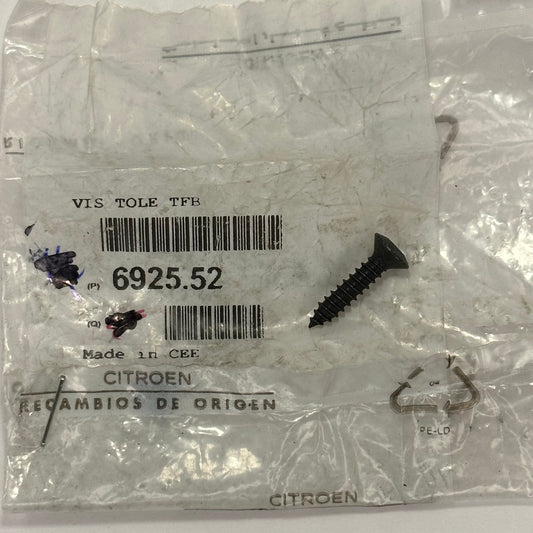 VIS TOLE TFB
(P) 6925.52
(Q)
Made in CEE
CITROEN
RECAMBIOS DE ORIGEN
PE-LD
CITROEN